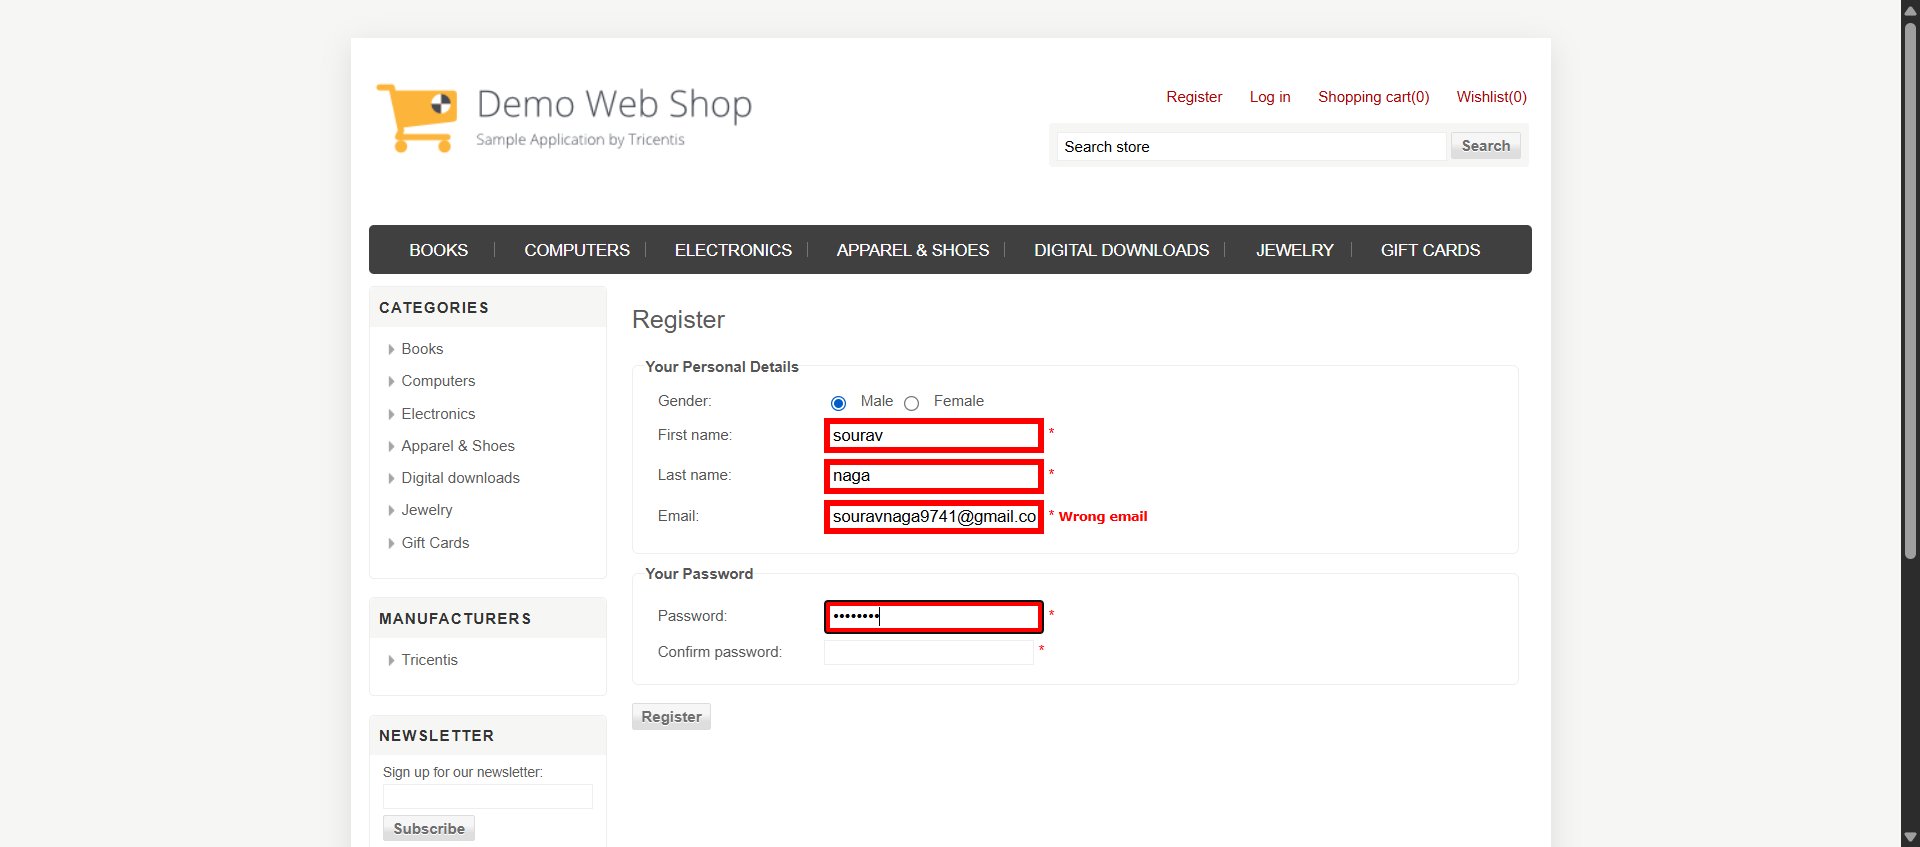 Demo Web Shop
Sample Application by Tricentis
Register Log in Shopping cart(0) Wishlist(0)
Search store Search
BOOKS COMPUTERS ELECTRONICS APPAREL & SHOES DIGITAL DOWNLOADS JEWELRY GIFT CARDS
CATEGORIES
Books
Computers
Electronics
Apparel & Shoes
Digital downloads
Jewelry
Gift Cards
MANUFACTURERS
Tricentis
NEWSLETTER
Sign up for our newsletter:
Subscribe
Register
Your Personal Details
Gender: Male Female
First name: sourav *
Last name: naga *
Email: souravnaga9741@gmail.co * Wrong email
Your Password
Password: •••••••• *
Confirm password: *
Register